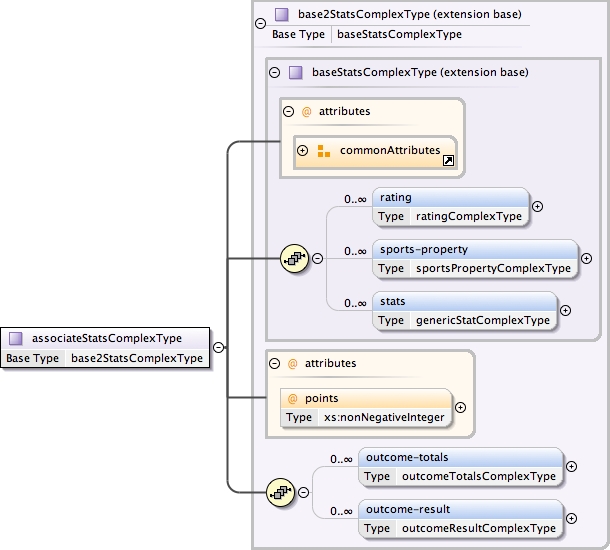 base2StatsComplexType (extension base)
Base Type baseStatsComplexType
baseStatsComplexType (extension base)
@ attributes
commonAttributes
0..∞ rating
Type ratingComplexType
0..∞ sports-property
Type sportsPropertyComplexType
0..∞ stats
Type genericStatComplexType
associateStatsComplexType
Base Type base2StatsComplexType
@ attributes
@ points
Type xs:nonNegativeInteger
0..∞ outcome-totals
Type outcomeTotalsComplexType
0..∞ outcome-result
Type outcomeResultComplexType